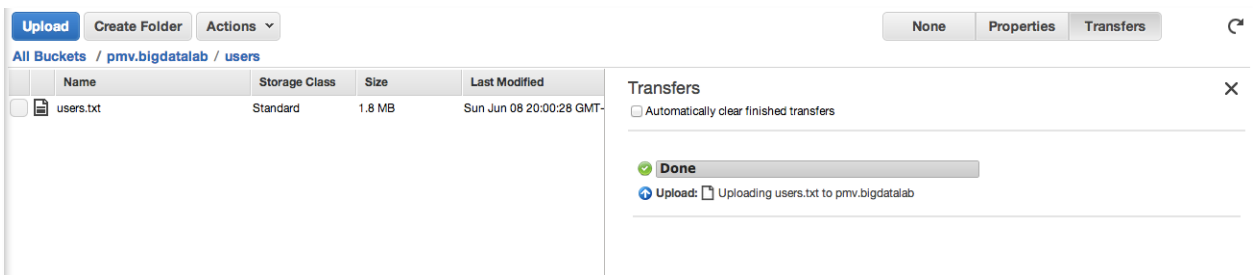 Upload Create Folder Actions None Properties Transfers
All Buckets / pmv.bigdatalab / users
Name Storage Class Size Last Modified
users.txt Standard 1.8 MB Sun Jun 08 20:00:28 GMT-
Transfers
Automatically clear finished transfers
Done
Upload: Uploading users.txt to pmv.bigdatalab